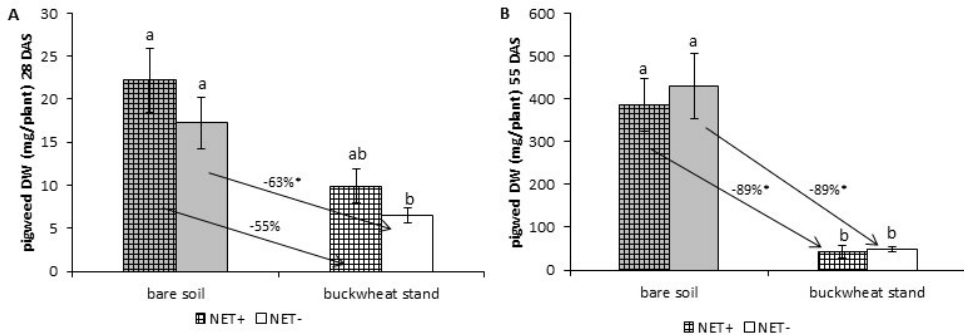 A
pigweed DW (mg/plant) 28 DAS
30
25
20
15
10
5
0
a
a
ab
b
-63%*
-55%
bare soil
buckwheat stand
NET+
NET-
B
pigwed DW (mg/plant) 55 DAS
600
500
400
300
200
100
0
a
a
b
b
-89%*
-89%*
bare soil
buckwheat stand
NET+
NET-